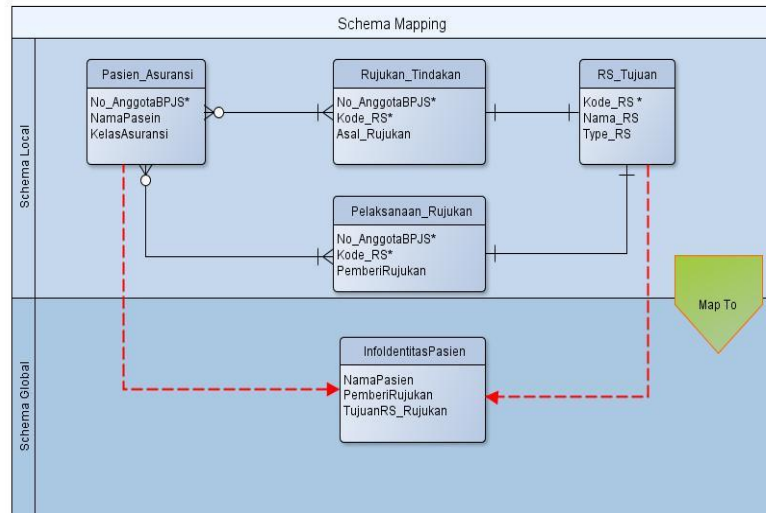 Schema Mapping
Schema Local
Pasien_Asuransi
No_AnggotaBPJS*
NamaPasein
KelasAsuransi
Rujukan_Tindakan
No_AnggotaBPJS*
Kode_RS*
Asal_Rujukan
RS_Tujuan
Kode_RS *
Nama_RS
Type_RS
Pelaksanaan_Rujukan
No_AnggotaBPJS*
Kode_RS*
PemberiRujukan
Map To
Schema Global
InfoIdentitasPasien
NamaPasien
PemberiRujukan
TujuanRS_Rujukan